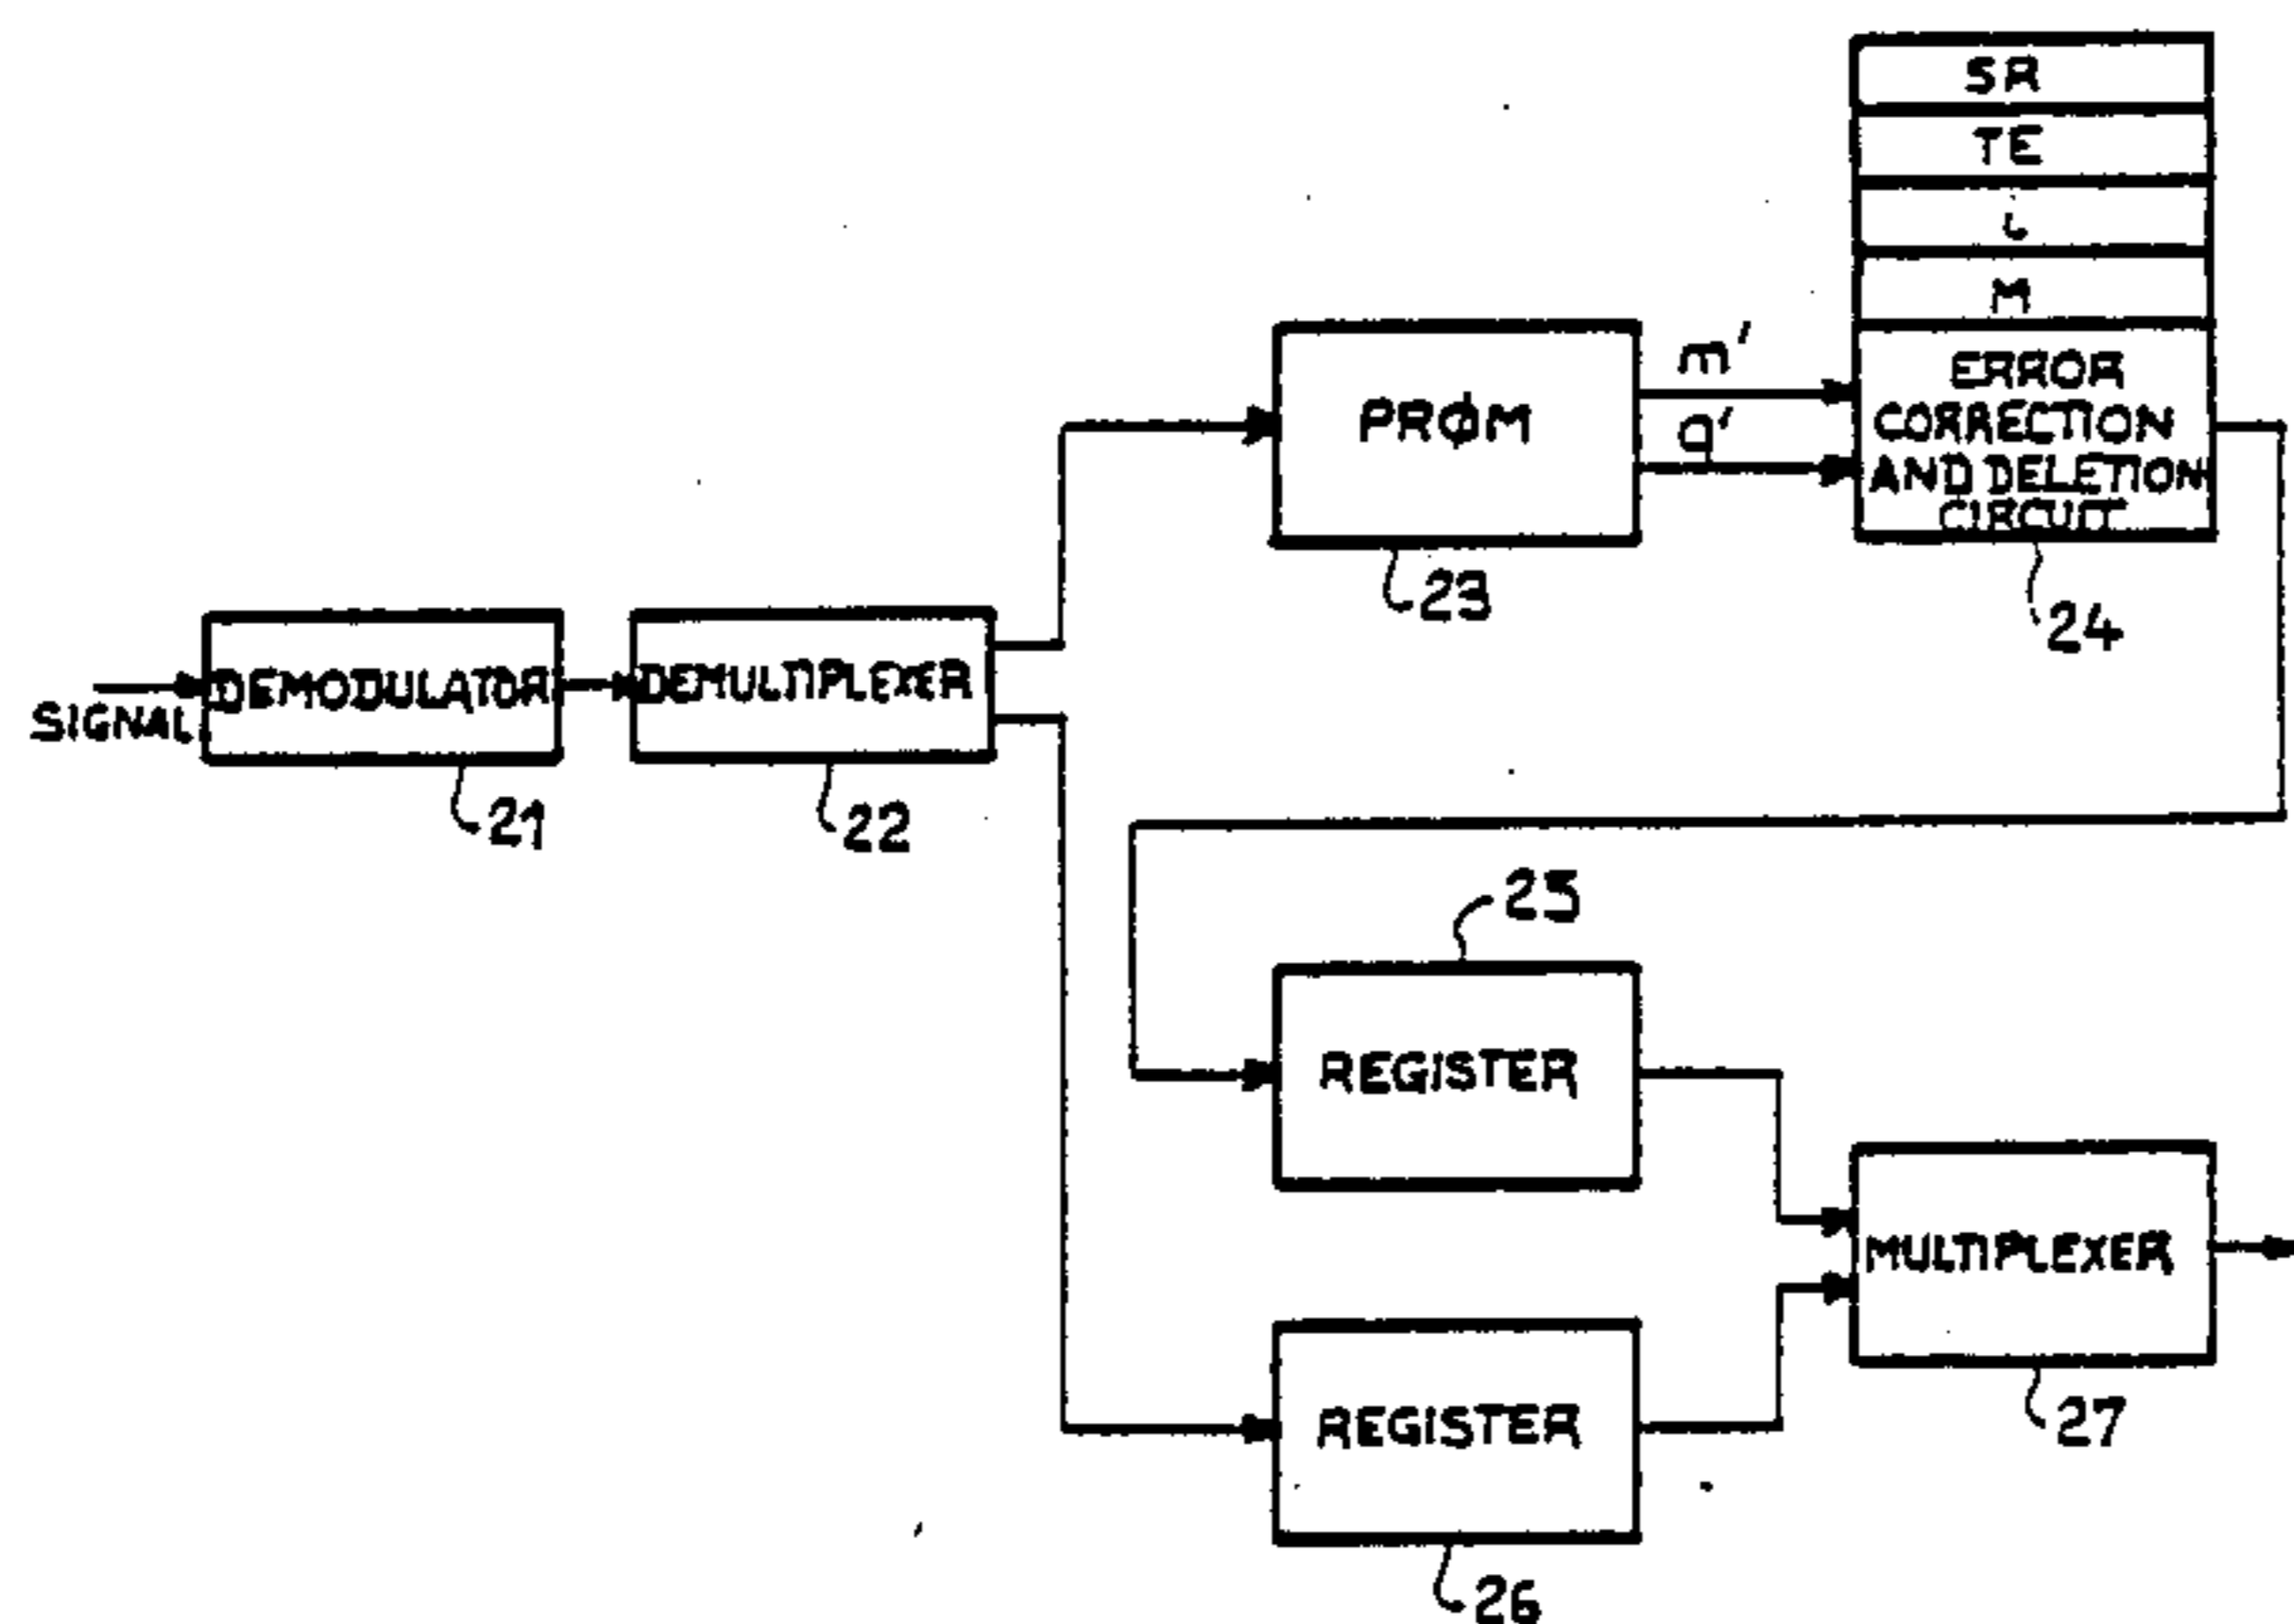 SR
TE
i
M
ERROR
CORRECTION
AND DELETION
CIRCUIT
24
PROM
m'
a'
23
SIGNAL
DEMODULATOR
21
DEMULTIPLEXER
22
25
REGISTER
REGISTER
26
MULTIPLEXER
27